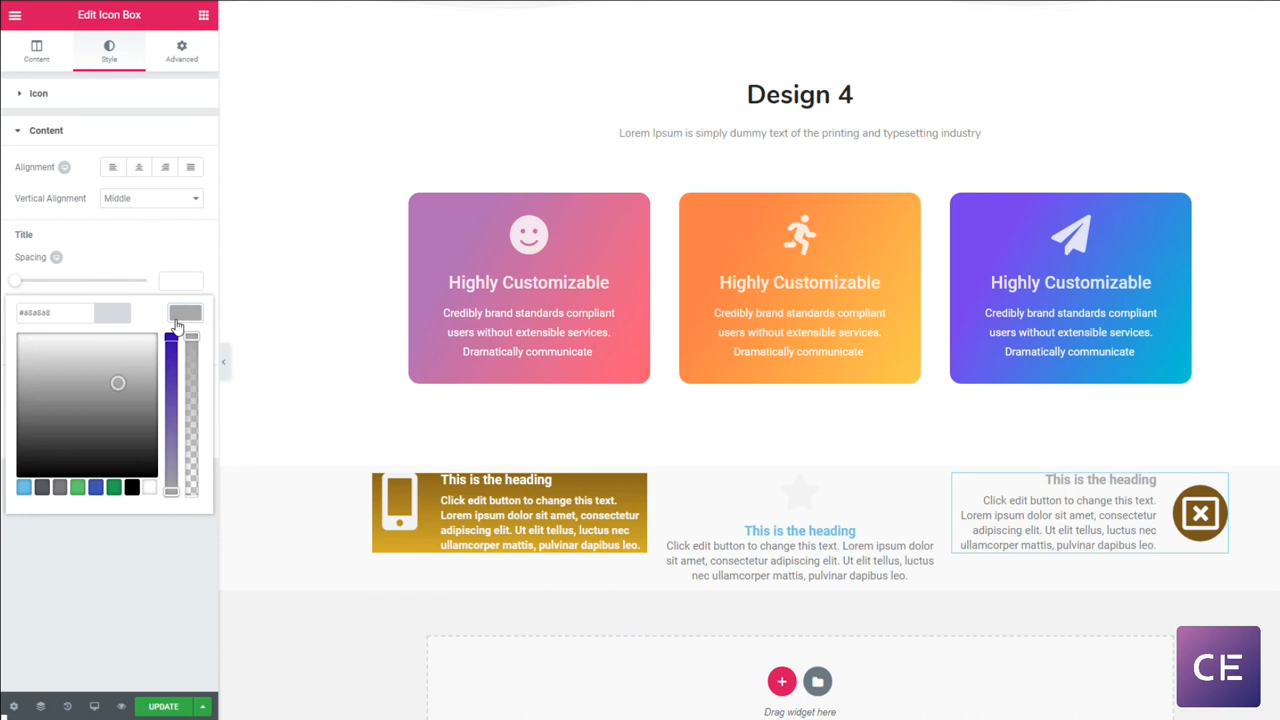 Edit Icon Box
Content
Style
Advanced
Icon
Content
Alignment
Vertical Alignment
Middle
Title
Spacing
#a8a8a8
UPDATE
Design 4
Lorem Ipsum is simply dummy text of the printing and typesetting industry
Highly Customizable
Credibly brand standards compliant
users without extensible services.
Dramatically communicate
Highly Customizable
Credibly brand standards compliant
users without extensible services.
Dramatically communicate
Highly Customizable
Credibly brand standards compliant
users without extensible services.
Dramatically communicate
This is the heading
Click edit button to change this text.
Lorem ipsum dolor sit amet, consectetur
adipiscing elit. Ut elit tellus, luctus nec
ullamcorper mattis, pulvinar dapibus leo.
This is the heading
Click edit button to change this text. Lorem ipsum dolor
sit amet, consectetur adipiscing elit. Ut elit tellus, luctus
nec ullamcorper mattis, pulvinar dapibus leo.
This is the heading
Click edit button to change this text.
Lorem ipsum dolor sit amet, consectetur
adipiscing elit. Ut elit tellus, luctus nec
ullamcorper mattis, pulvinar dapibus leo.
Drag widget here
CE